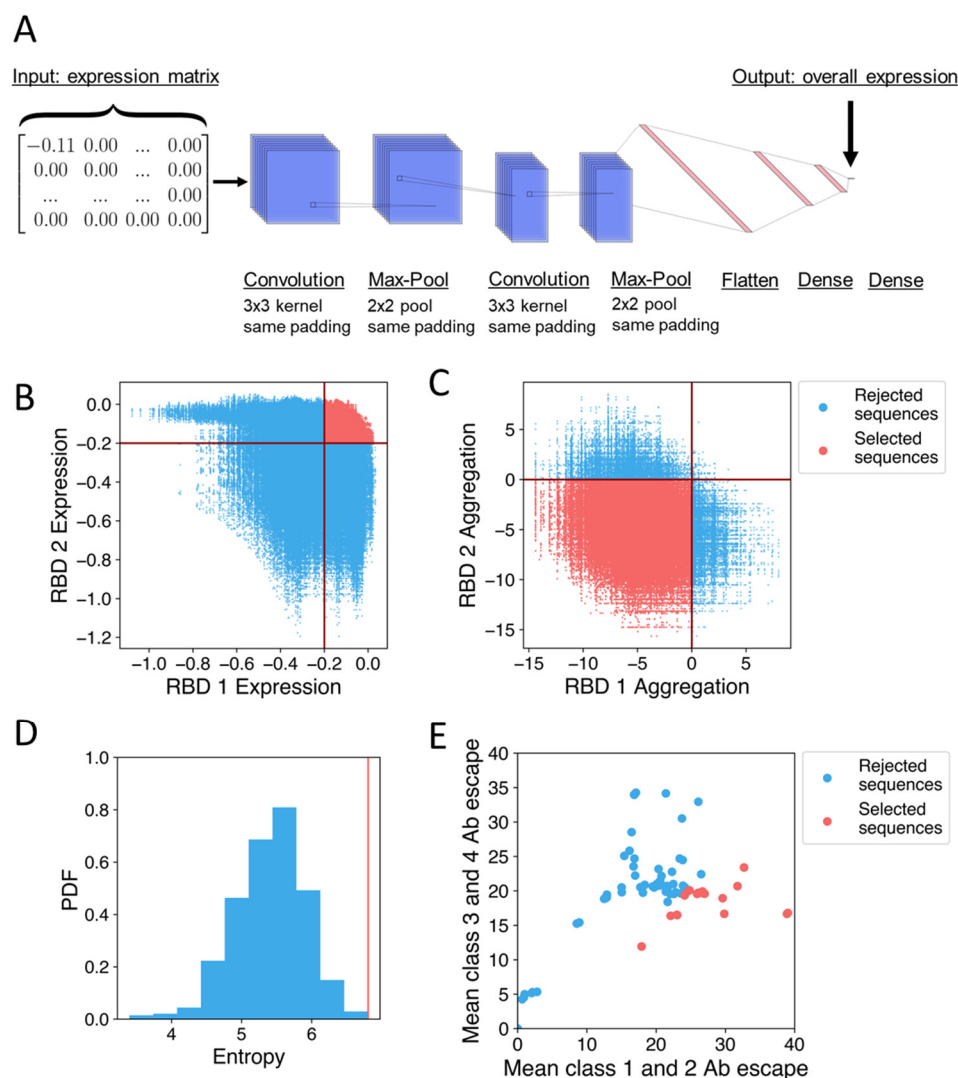 A
Input: expression matrix
Output: overall expression
−0.11 0.00 ... 0.00
0.00 0.00 ... 0.00
... ... ... 0.00
0.00 0.00 0.00 0.00
Convolution
3x3 kernel
same padding
Max-Pool
2x2 pool
same padding
Convolution
3x3 kernel
same padding
Max-Pool
2x2 pool
same padding
Flatten
Dense
Dense
B
RBD 2 Expression
0.0
−0.2
−0.4
−0.6
−0.8
−1.0
−1.2
−1.0 −0.8 −0.6 −0.4 −0.2 0.0
RBD 1 Expression
C
RBD 2 Aggregation
5
0
−5
−10
−15
−15 −10 −5 0 5
RBD 1 Aggregation
Rejected
sequences
Selected
sequences
D
PDF
1.0
0.8
0.6
0.4
0.2
0.0
4 5 6
Entropy
E
Mean class 3 and 4 Ab escape
40
35
30
25
20
15
10
5
0
0 10 20 30 40
Mean class 1 and 2 Ab escape
Rejected
sequences
Selected
sequences